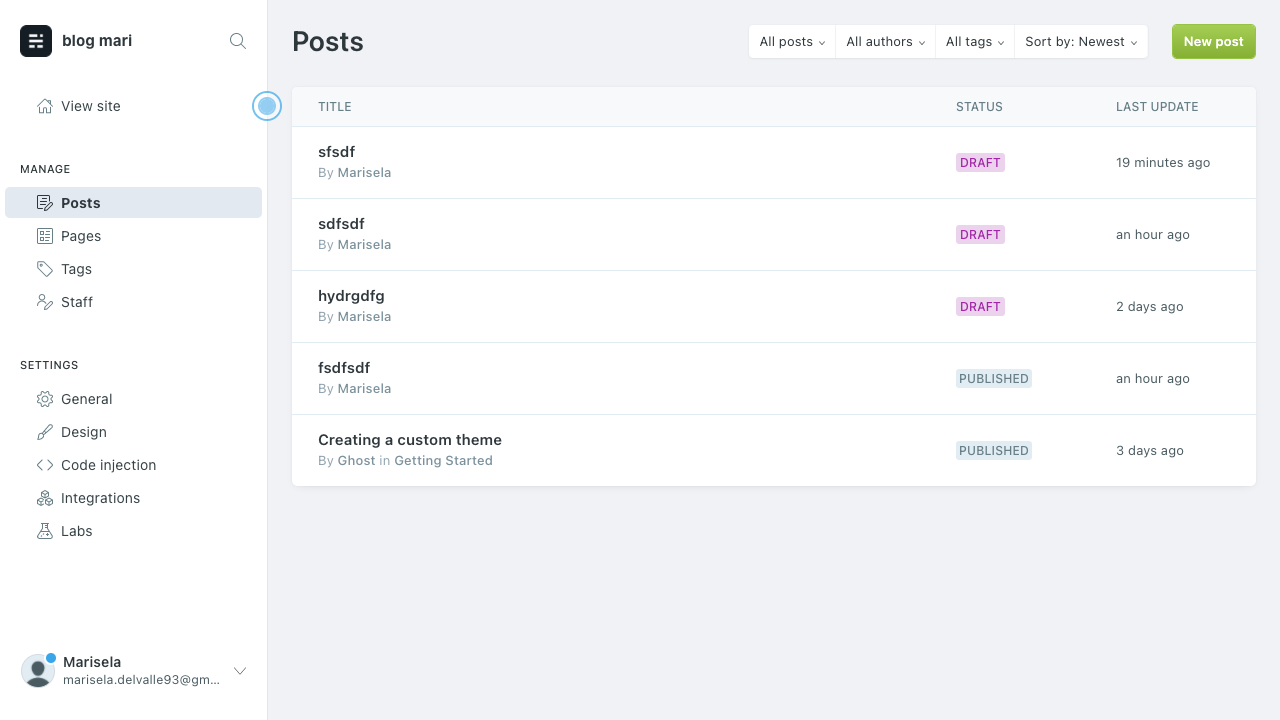 blog mari
View site
MANAGE
Posts
Pages
Tags
Staff
SETTINGS
General
Design
Code injection
Integrations
Labs
Marisela
marisela.delvalle93@gm...
Posts
All posts
All authors
All tags
Sort by: Newest
New post
TITLE STATUS LAST UPDATE
sfsdf
By Marisela
DRAFT
19 minutes ago
sdfsdf
By Marisela
DRAFT
an hour ago
hydrgdfg
By Marisela
DRAFT
2 days ago
fsdfsdf
By Marisela
PUBLISHED
an hour ago
Creating a custom theme
By Ghost in Getting Started
PUBLISHED
3 days ago